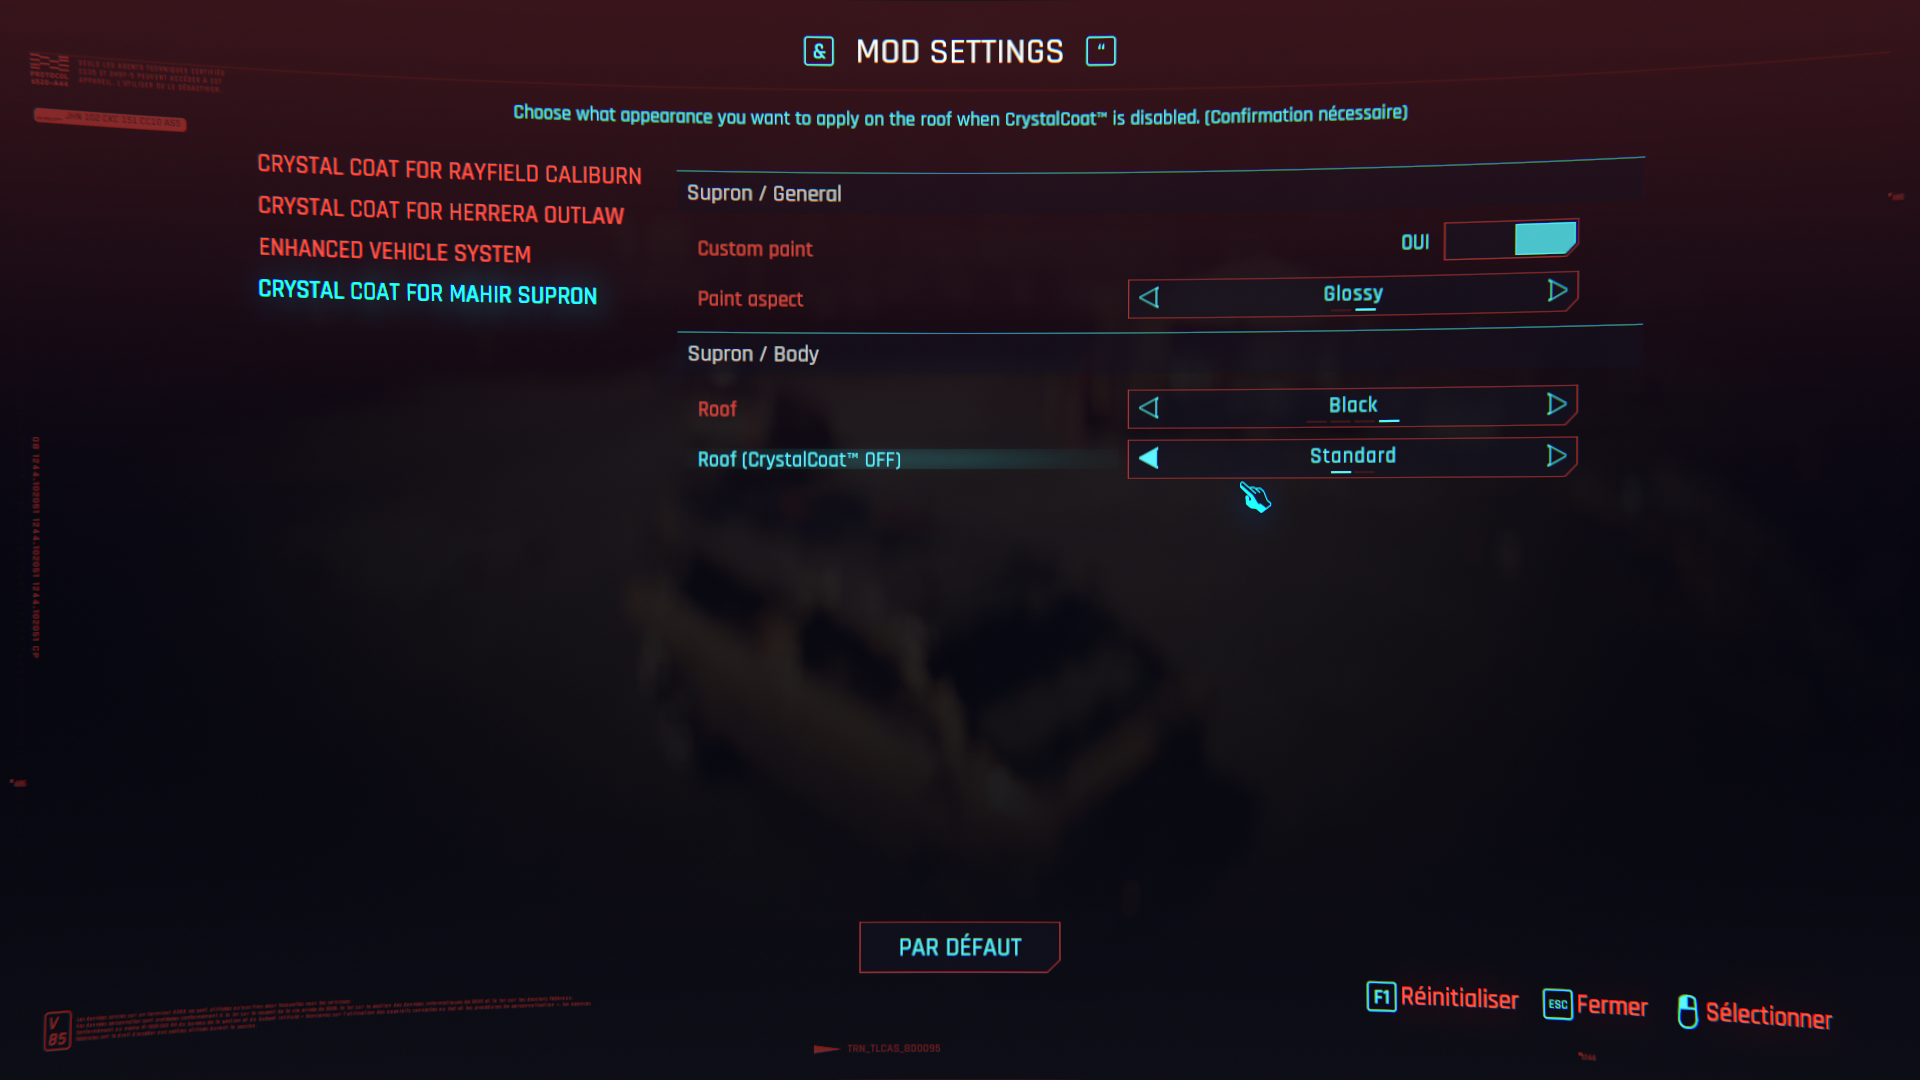 & MOD SETTINGS “
Choose what appearance you want to apply on the roof when CrystalCoat™ is disabled. (Confirmation nécessaire)
CRYSTAL COAT FOR RAYFIELD CALIBURN
CRYSTAL COAT FOR HERRERA OUTLAW
ENHANCED VEHICLE SYSTEM
CRYSTAL COAT FOR MAHIR SUPRON
Supron / General
Custom paint OUI
Paint aspect Glossy
Supron / Body
Roof Black
Roof (CrystalCoat™ OFF) Standard
PAR DÉFAUT
F1 Réinitialiser ESC Fermer Sélectionner
V
85
TRN_TLCAS_800095